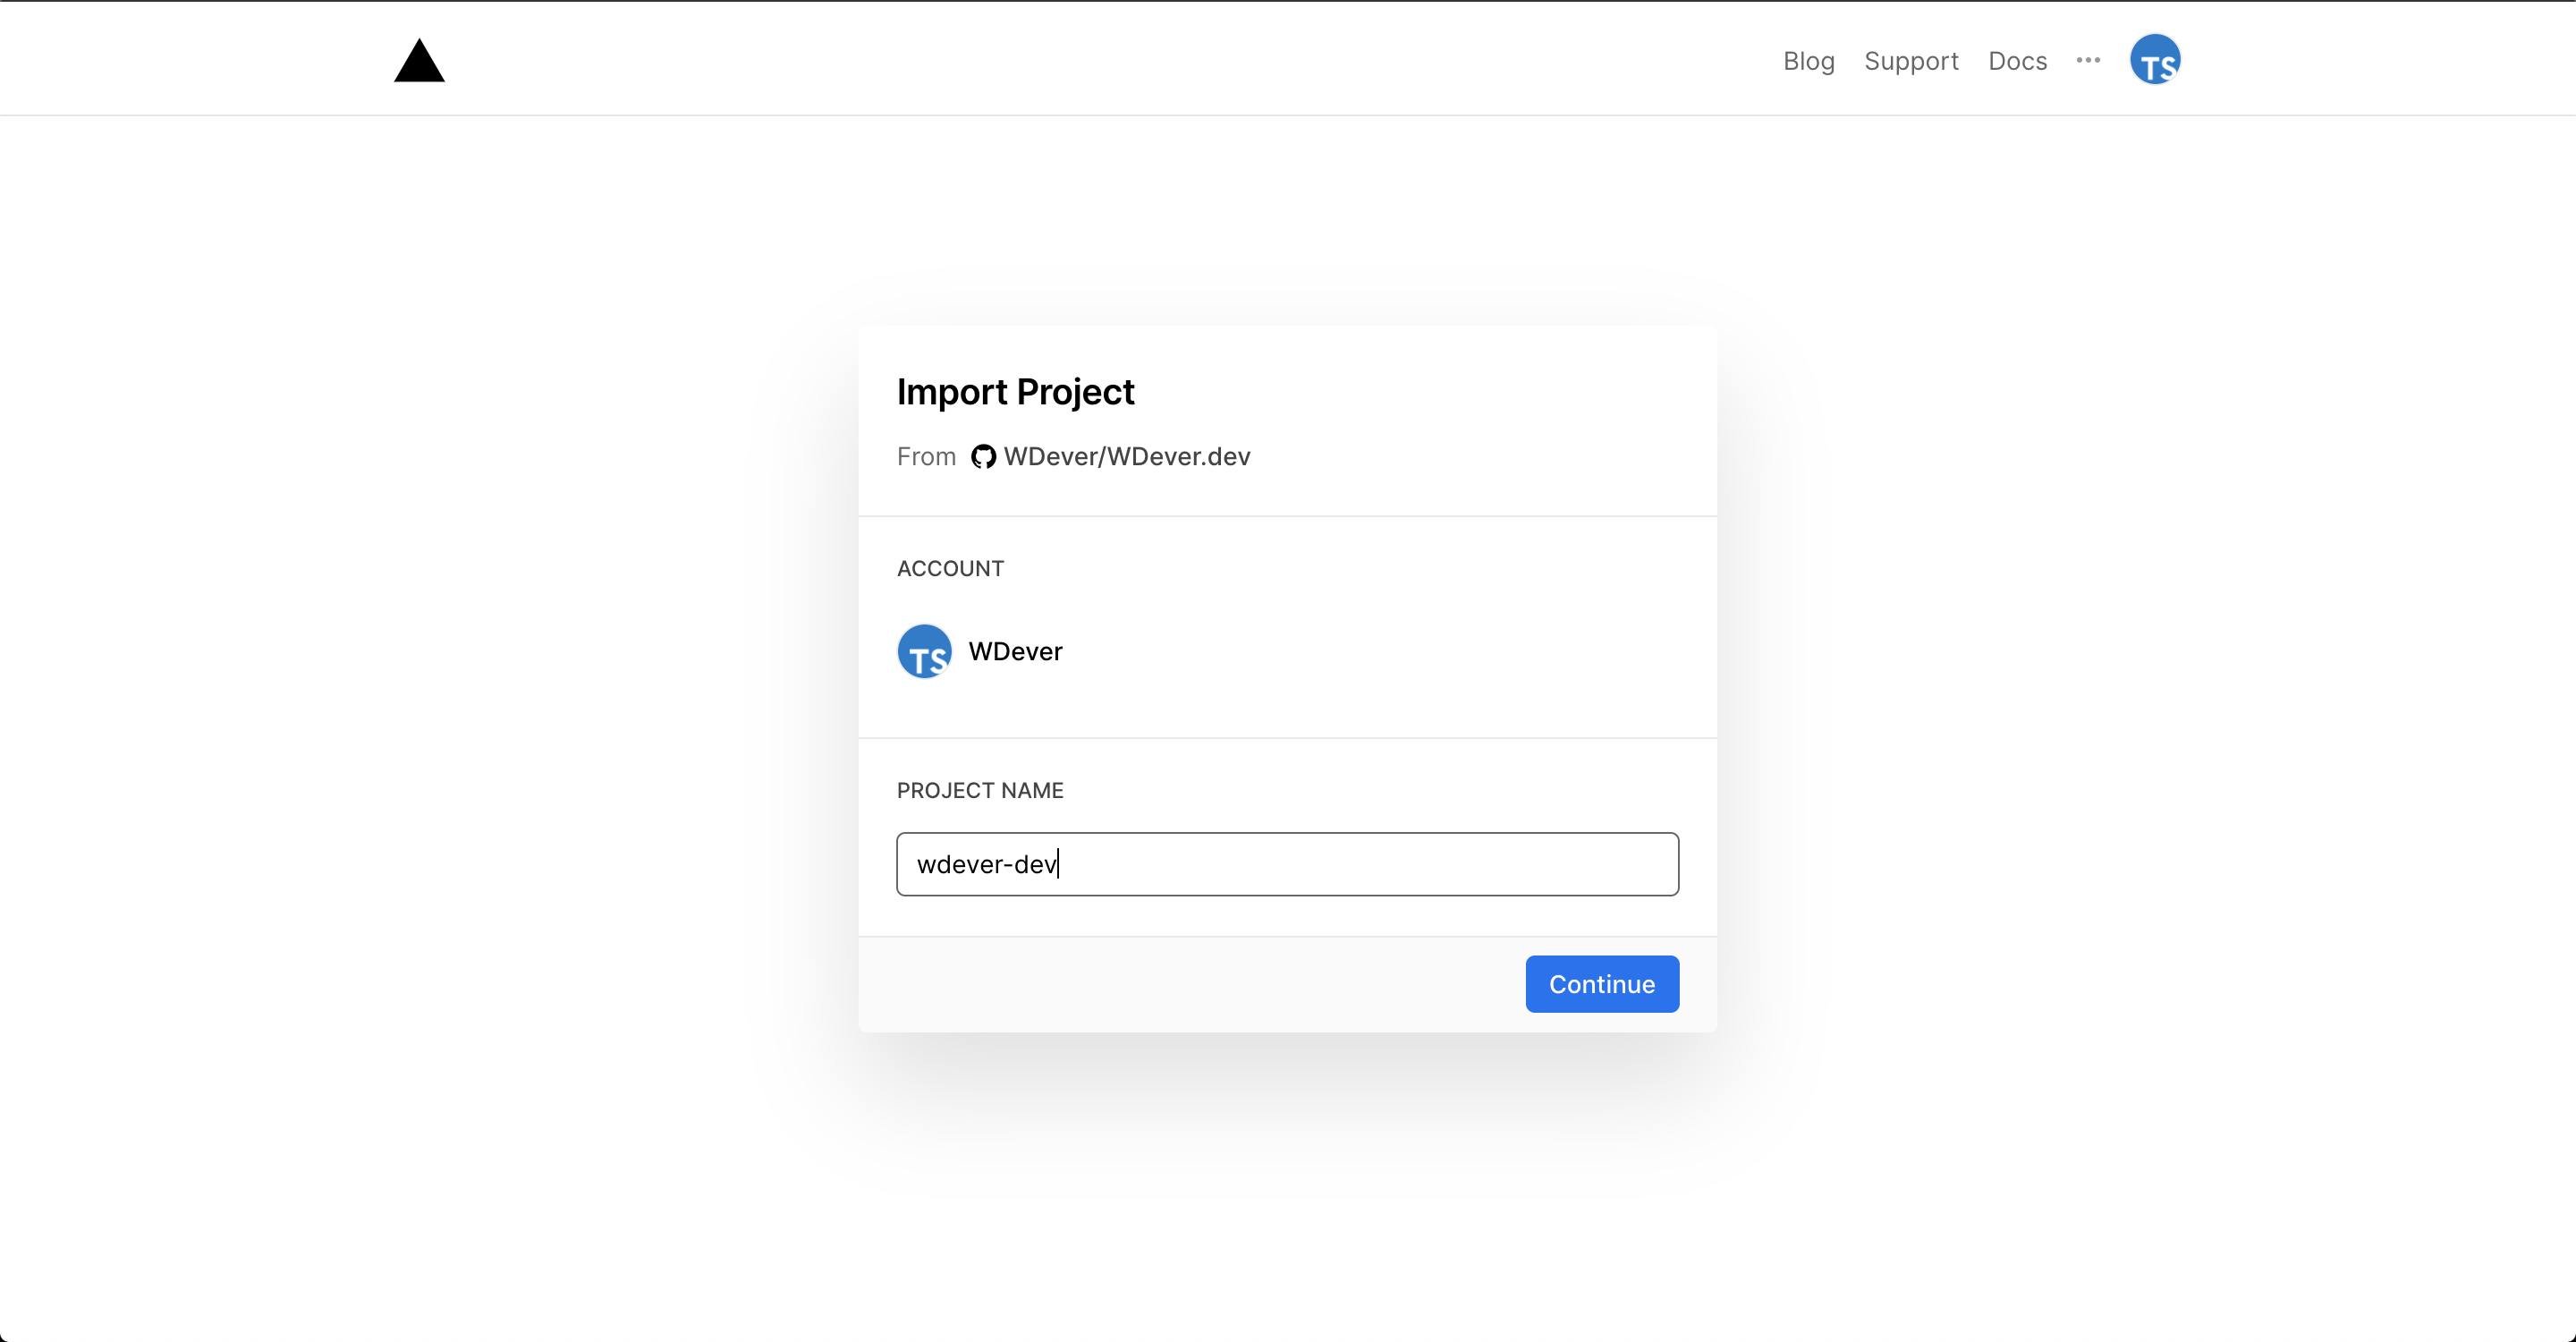 Blog Support Docs TS
Import Project
From WDever/WDever.dev
ACCOUNT
TS WDever
PROJECT NAME
wdever-dev
Continue